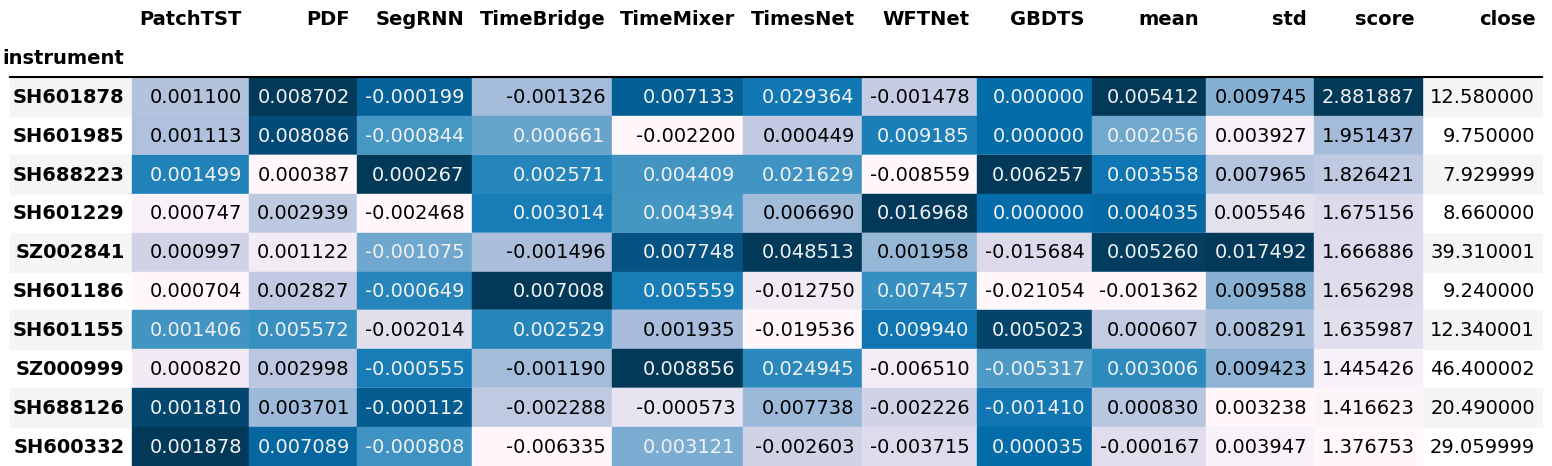 PatchTST PDF SegRNN TimeBridge TimeMixer TimesNet WFTNet GBDTS mean std score close
instrument
SH601878 0.001100 0.008702 -0.000199 -0.001326 0.007133 0.029364 -0.001478 0.000000 0.005412 0.009745 2.881887 12.580000
SH601985 0.001113 0.008086 -0.000844 0.000661 -0.002200 0.000449 0.009185 0.000000 0.002056 0.003927 1.951437 9.750000
SH688223 0.001499 0.000387 0.000267 0.002571 0.004409 0.021629 -0.008559 0.006257 0.003558 0.007965 1.826421 7.929999
SH601229 0.000747 0.002939 -0.002468 0.003014 0.004394 0.006690 0.016968 0.000000 0.004035 0.005546 1.675156 8.660000
SZ002841 0.000997 0.001122 -0.001075 -0.001496 0.007748 0.048513 0.001958 -0.015684 0.005260 0.017492 1.666886 39.310001
SH601186 0.000704 0.002827 -0.000649 0.007008 0.005559 -0.012750 0.007457 -0.021054 -0.001362 0.009588 1.656298 9.240000
SH601155 0.001406 0.005572 -0.002014 0.002529 0.001935 -0.019536 0.009940 0.005023 0.000607 0.008291 1.635987 12.340001
SZ000999 0.000820 0.002998 -0.000555 -0.001190 0.008856 0.024945 -0.006510 -0.005317 0.003006 0.009423 1.445426 46.400002
SH688126 0.001810 0.003701 -0.000112 -0.002288 -0.000573 0.007738 -0.002226 -0.001410 0.000830 0.003238 1.416623 20.490000
SH600332 0.001878 0.007089 -0.000808 -0.006335 0.003121 -0.002603 -0.003715 0.000035 -0.000167 0.003947 1.376753 29.059999